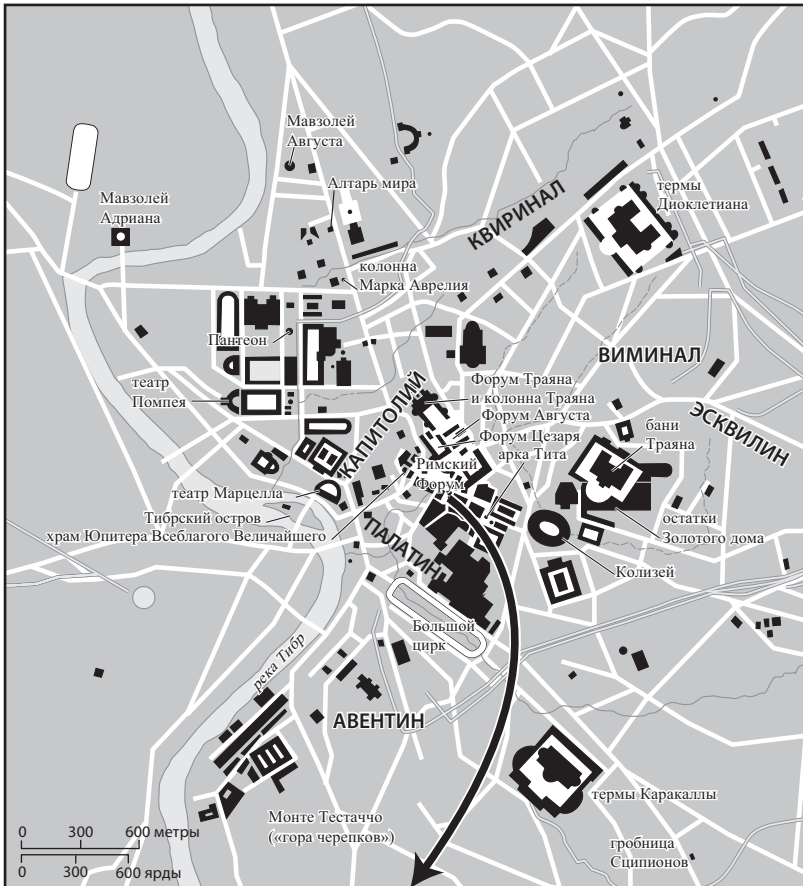 Мавзолей
Августа
Алтарь мира
Мавзолей
Адриана
КВИРИНАЛ
термы
Диоклетиана
колонна
Марка Аврелия
Пантеон
ВИМИНАЛ
театр
Помпея
КАПИТОЛИЙ
Форум Траяна
и колонна Траяна
Форум Августа
Форум Цезаря
арка Тита
ЭСКВИЛИН
бани
Траяна
Римский
Форум
театр Марцелла
Тибрский остров
храм Юпитера Всеблагого Величайшего
остатки
Золотого дома
ПАЛАТИН
Колизей
Большой
цирк
река Тибр
АВЕНТИН
термы Каракаллы
Монте Тестаччо
(«гора черепков»)
гробница
Сципионов
0 300 600 метры
0 300 600 ярды